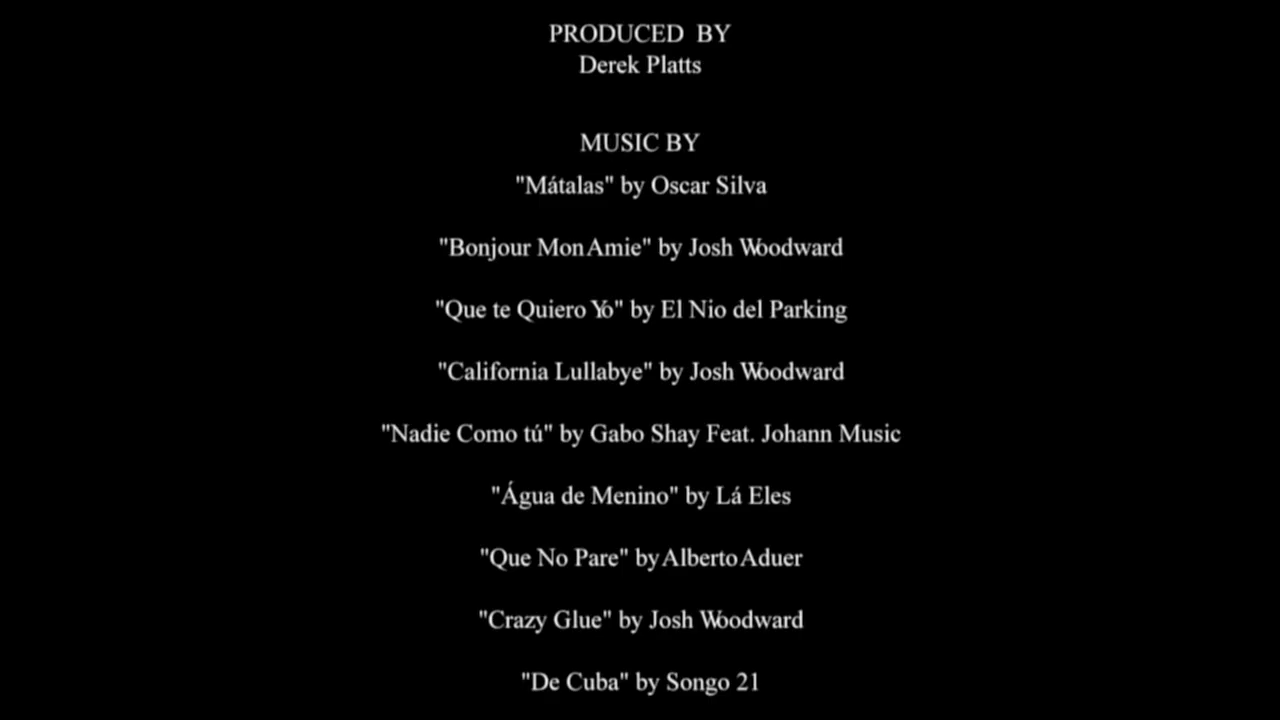 PRODUCED BY
Derek Platts
MUSIC BY
"Mátalas" by Oscar Silva
"Bonjour Mon Amie" by Josh Woodward
"Que te Quiero Yo" by El Nio del Parking
"California Lullabye" by Josh Woodward
"Nadie Como tú" by Gabo Shay Feat. Johann Music
"Água de Menino" by Lá Eles
"Que No Pare" by Alberto Aduer
"Crazy Glue" by Josh Woodward
"De Cuba" by Songo 21